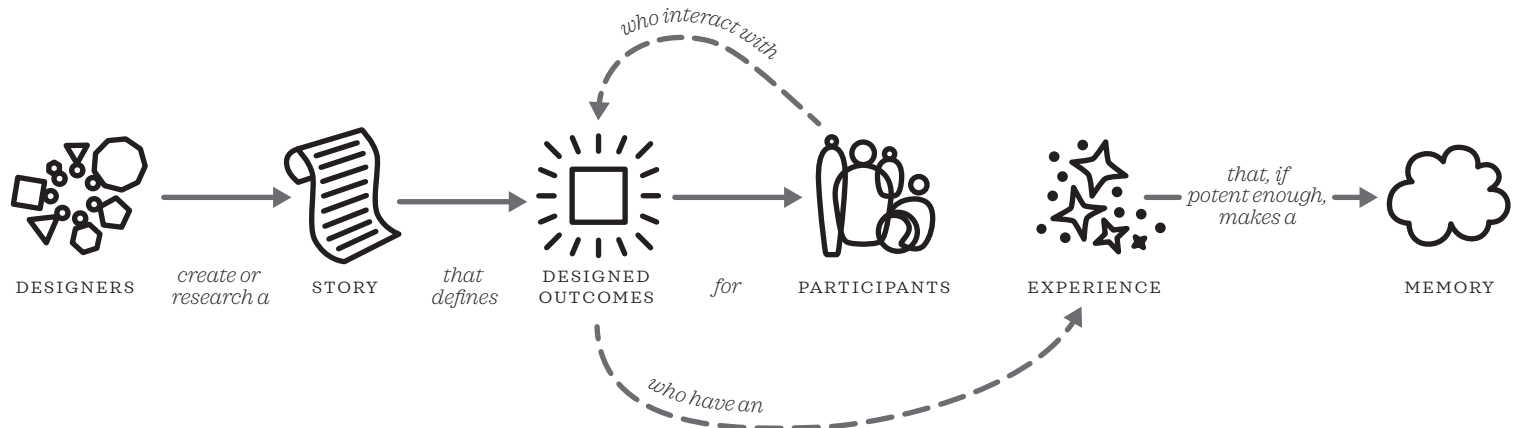 who interact with
that, if
potent enough,
makes a
DESIGNERS
create or
research a
STORY
that
defines
DESIGNED
OUTCOMES
for
PARTICIPANTS
EXPERIENCE
MEMORY
who have an